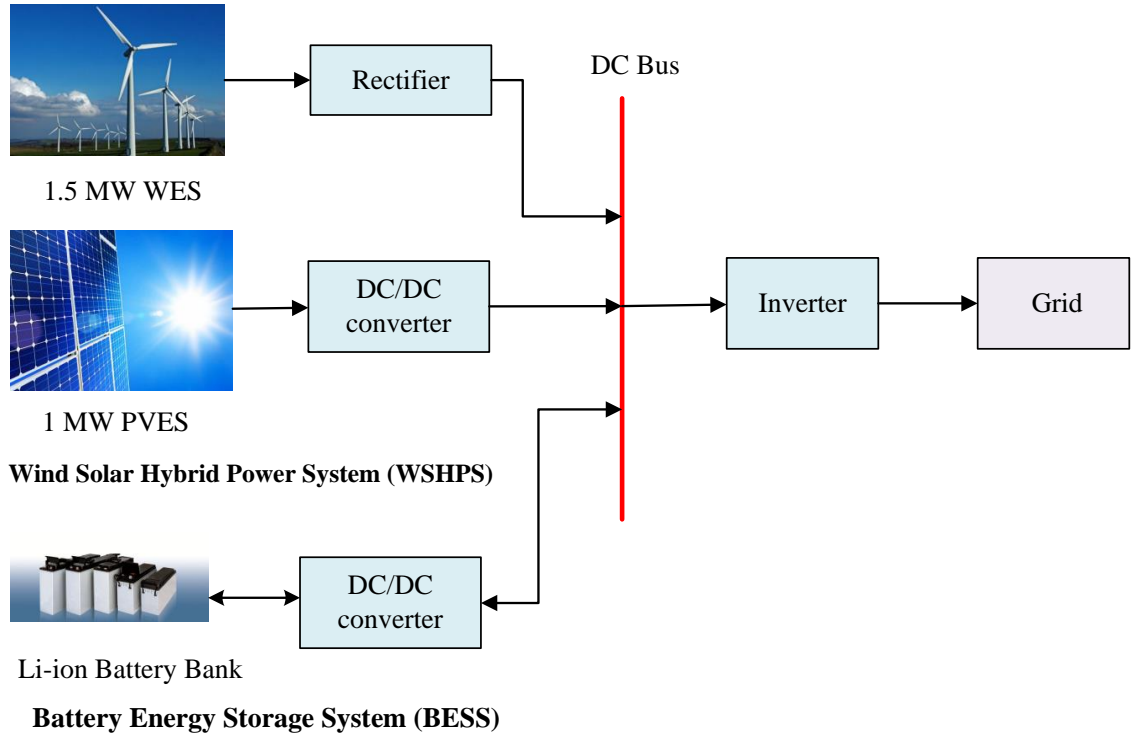 Rectifier
DC Bus
1.5 MW WES
DC/DC
converter
Inverter
Grid
1 MW PVES
Wind Solar Hybrid Power System (WSHPS)
DC/DC
converter
Li-ion Battery Bank
Battery Energy Storage System (BESS)